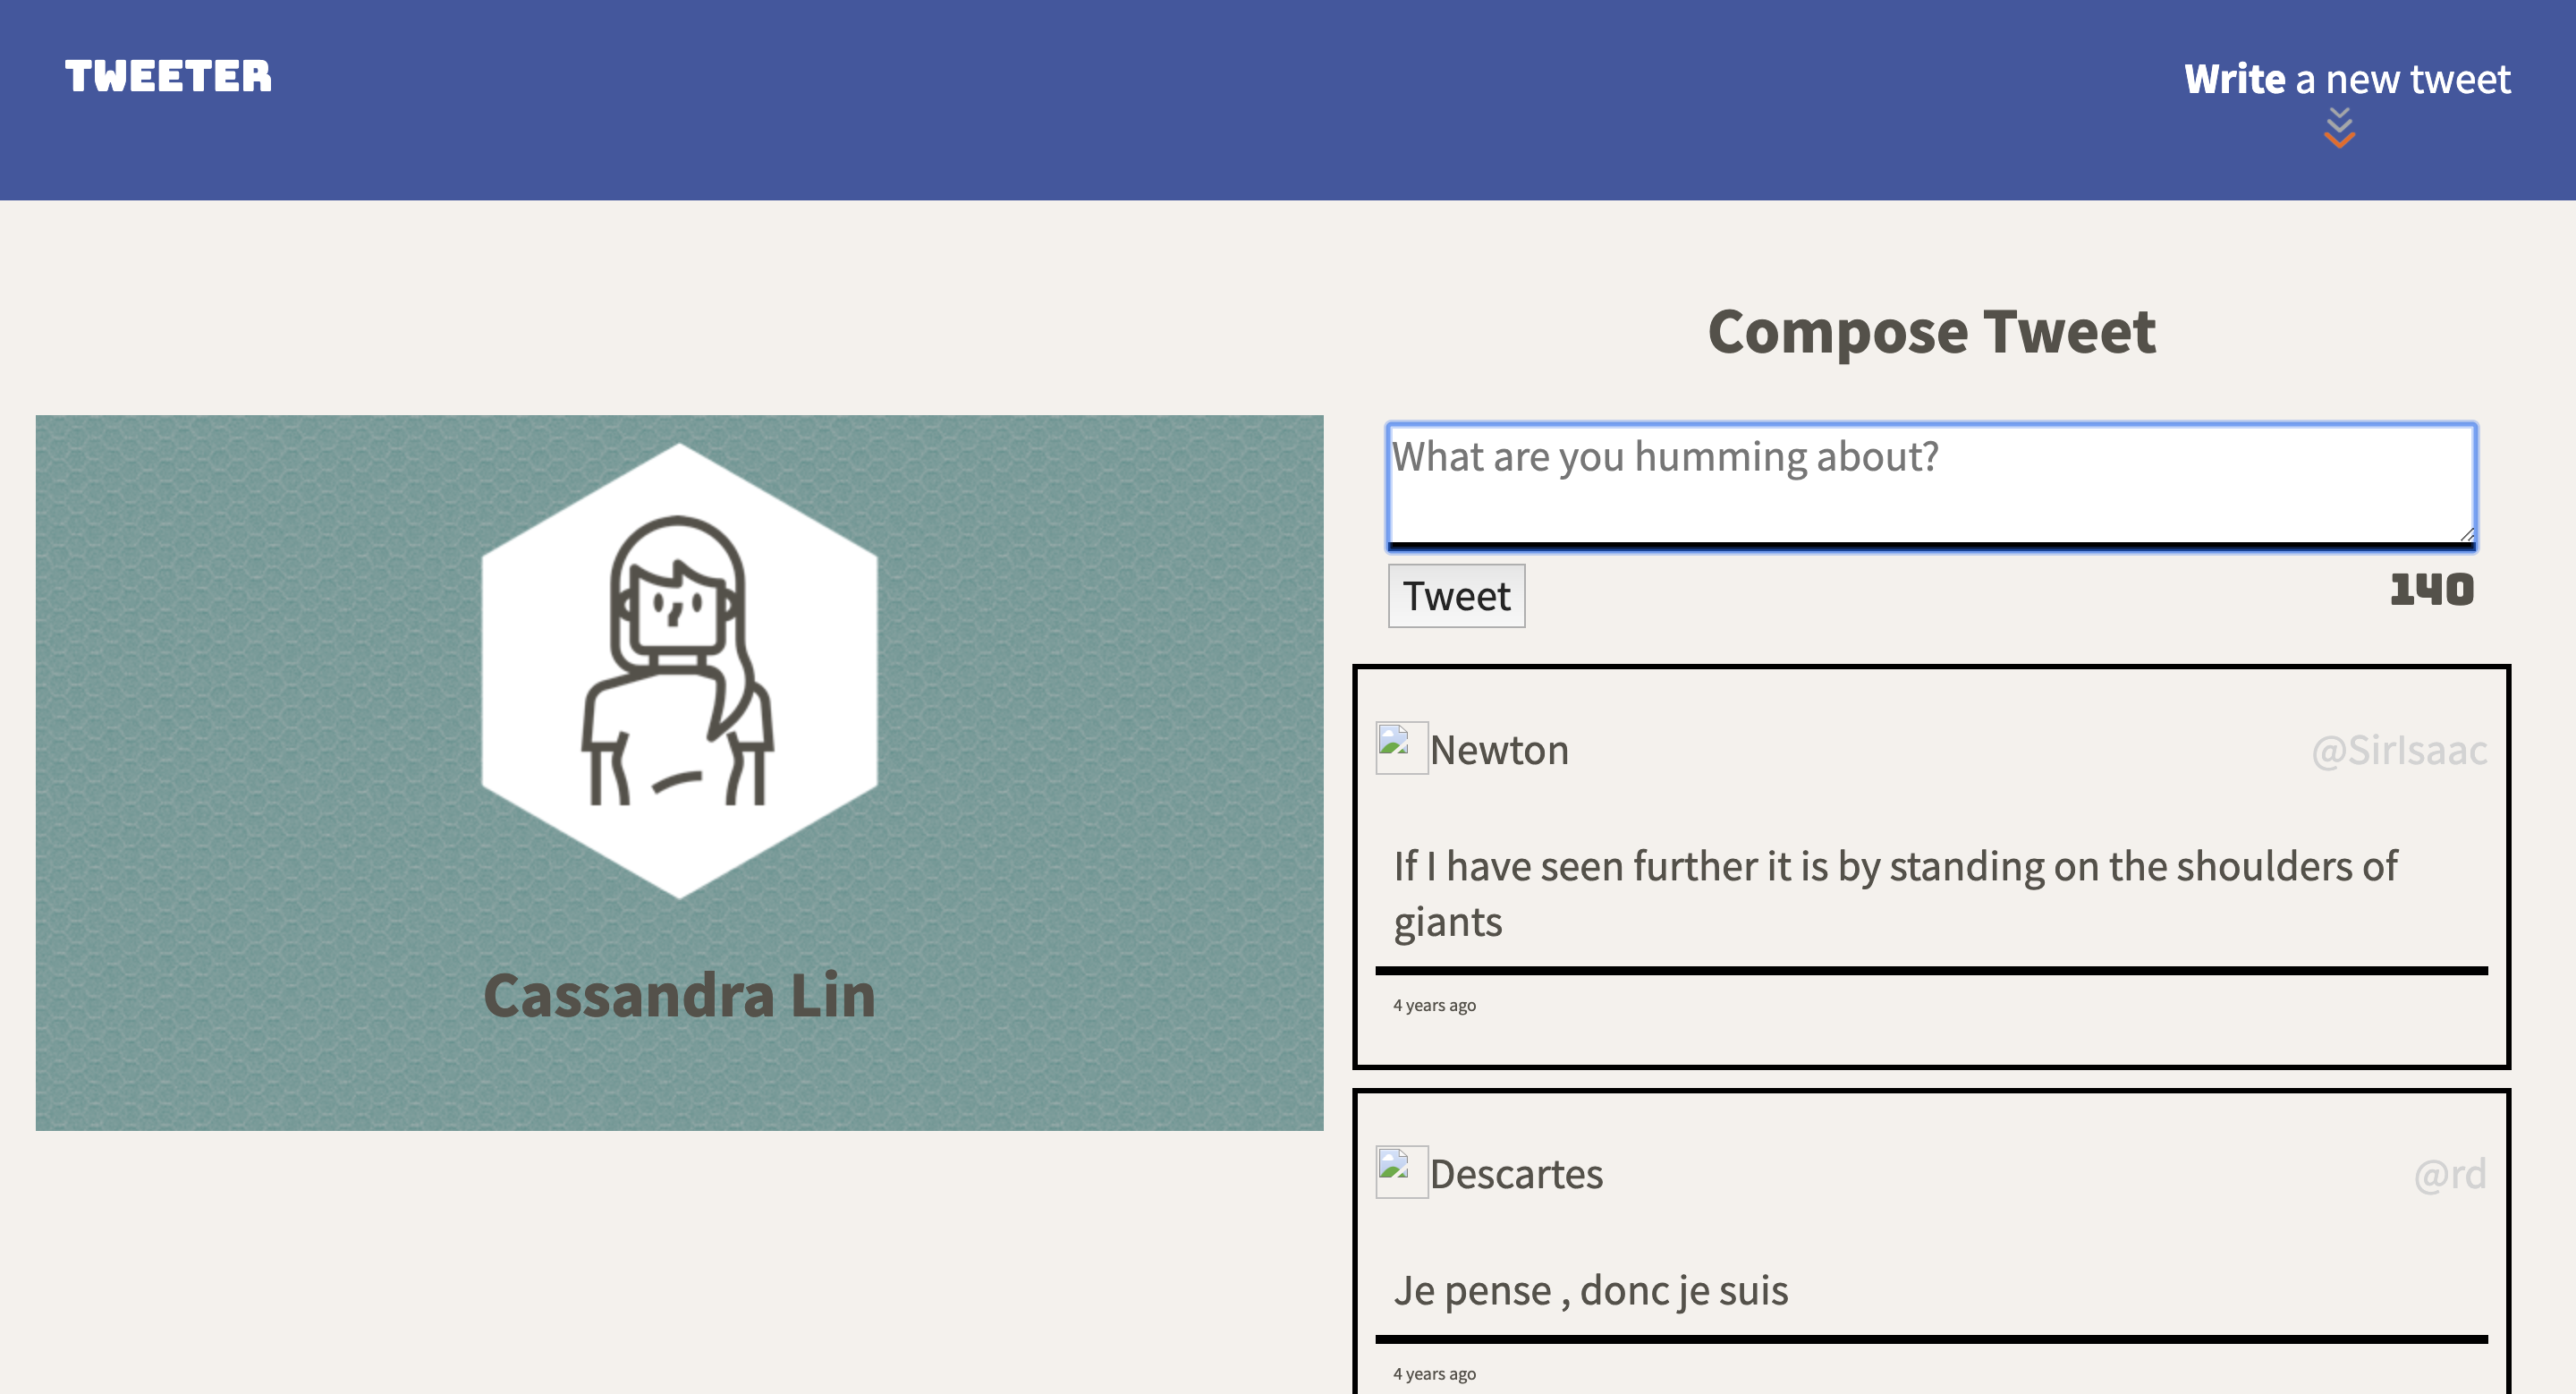 TWEETER
Write a new tweet
Compose Tweet
What are you humming about?
Tweet
140
Cassandra Lin
Newton
@SirIsaac
If I have seen further it is by standing on the shoulders of
giants
4 years ago
Descartes
@rd
Je pense , donc je suis
4 years ago